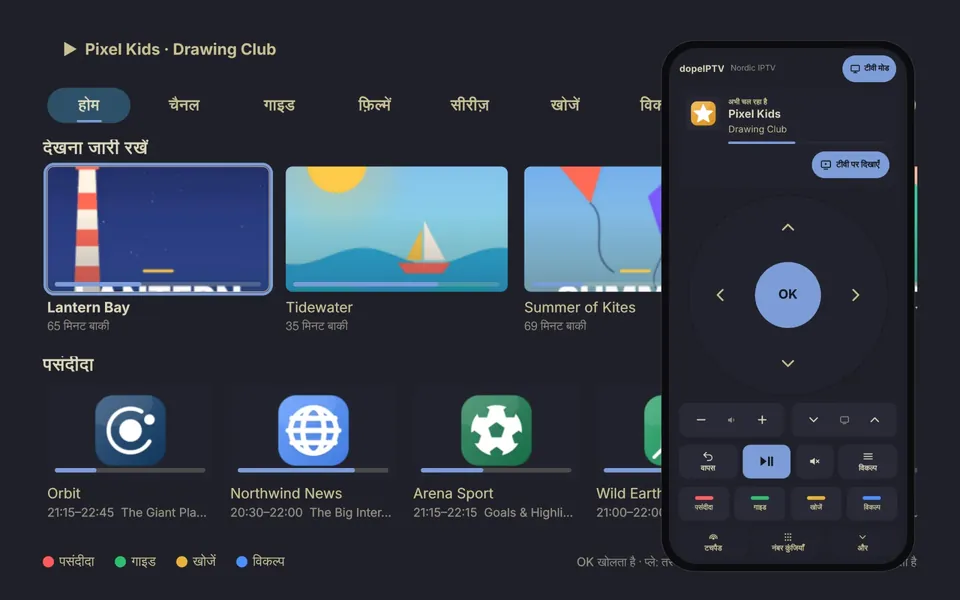 Pixel Kids · Drawing Club
होम चैनल गाइड फ़िल्में सीरीज़ खोजें
देखना जारी रखें
Lantern Bay
65 मिनट बाकी
Tidewater
35 मिनट बाकी
Summer of Kites
69 मिनट बाकी
पसंदीदा
Orbit
21:15–22:45 The Giant Pla…
Northwind News
20:30–22:00 The Big Inter…
Arena Sport
21:15–22:15 Goals & Highli…
Wild Earth
21:00–22:00
पसंदीदा गाइड खोजें विकल्प
OK खोलता है · प्ले:
dopeIPTV Nordic IPTV
टीवी मोड
अभी चल रहा है
Pixel Kids
Drawing Club
टीवी पर दिखाएँ
OK
वापस
विकल्प
पसंदीदा गाइड खोजें विकल्प
टचपैड नंबर कुंजियाँ और